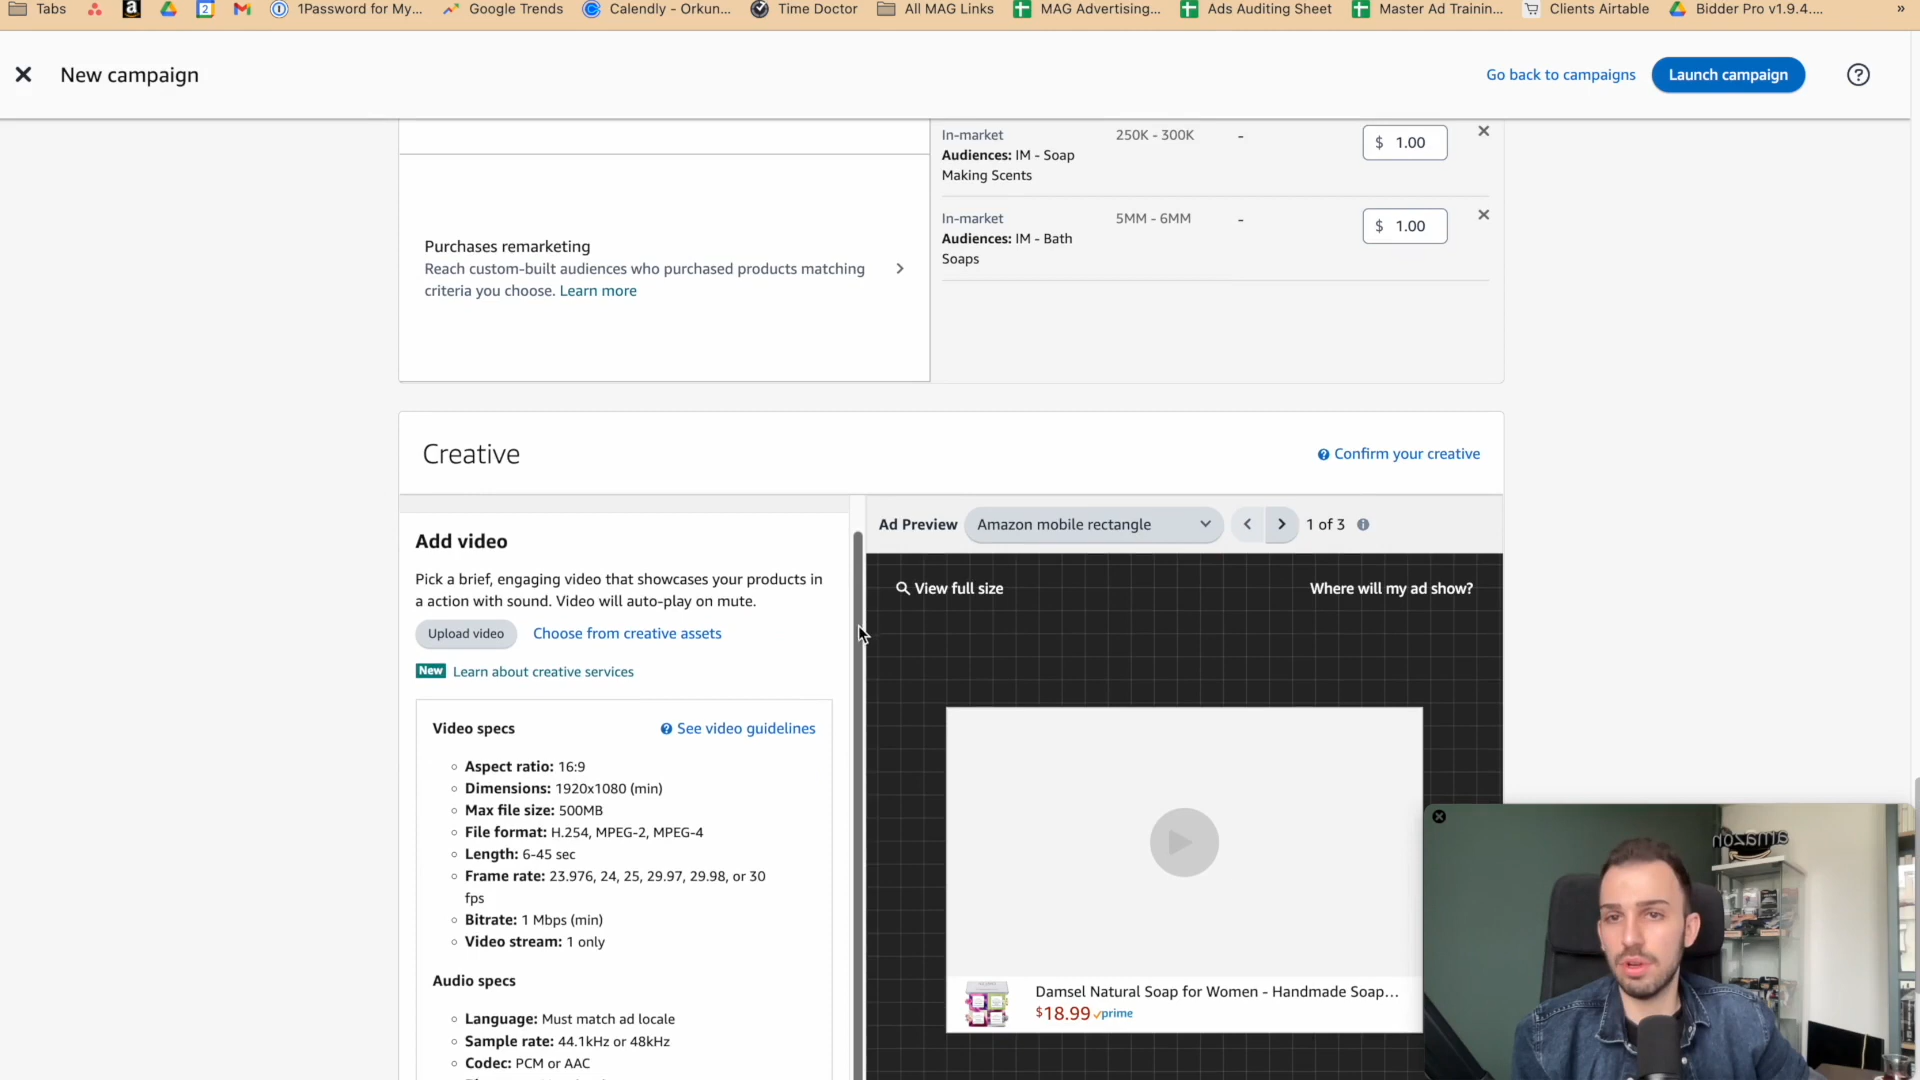 Tabs
1Password for My...
Google Trends
Calendly - Orkun...
Time Doctor
All MAG Links
MAG Advertising...
Ads Auditing Sheet
Master Ad Trainin...
Clients Airtable
Bidder Pro v1.9.4....
»
New campaign
Go back to campaigns
Launch campaign
In-market
Audiences: IM - Soap
Making Scents
250K - 300K
-
$ 1.00
In-market
Audiences: IM - Bath
Soaps
5MM - 6MM
-
$ 1.00
Purchases remarketing
Reach custom-built audiences who purchased products matching
criteria you choose. Learn more
Creative
Confirm your creative
Add video
Pick a brief, engaging video that showcases your products in
a action with sound. Video will auto-play on mute.
Upload video
Choose from creative assets
New Learn about creative services
Video specs
See video guidelines
Aspect ratio: 16:9
Dimensions: 1920x1080 (min)
Max file size: 500MB
File format: H.254, MPEG-2, MPEG-4
Length: 6-45 sec
Frame rate: 23.976, 24, 25, 29.97, 29.98, or 30
fps
Bitrate: 1 Mbps (min)
Video stream: 1 only
Audio specs
Language: Must match ad locale
Sample rate: 44.1kHz or 48kHz
Codec: PCM or AAC
Ad Preview
Amazon mobile rectangle
1 of 3
View full size
Where will my ad show?
Damsel Natural Soap for Women - Handmade Soap...
$18.99 prime
amazon